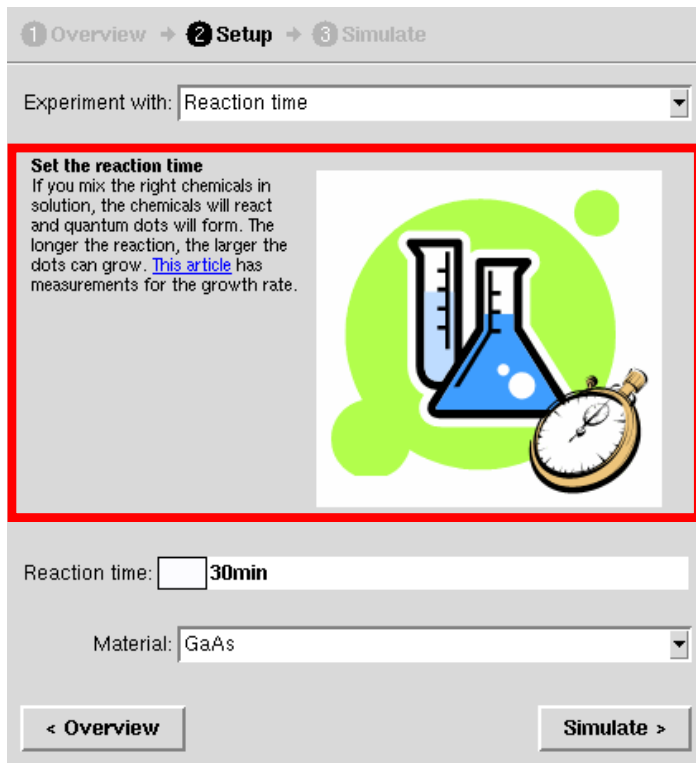 1 Overview → 2 Setup → 3 Simulate
Experiment with: Reaction time
Set the reaction time
If you mix the right chemicals in
solution, the chemicals will react
and quantum dots will form. The
longer the reaction, the larger the
dots can grow. This article has
measurements for the growth rate.
Reaction time: 30min
Material: GaAs
< Overview
Simulate >